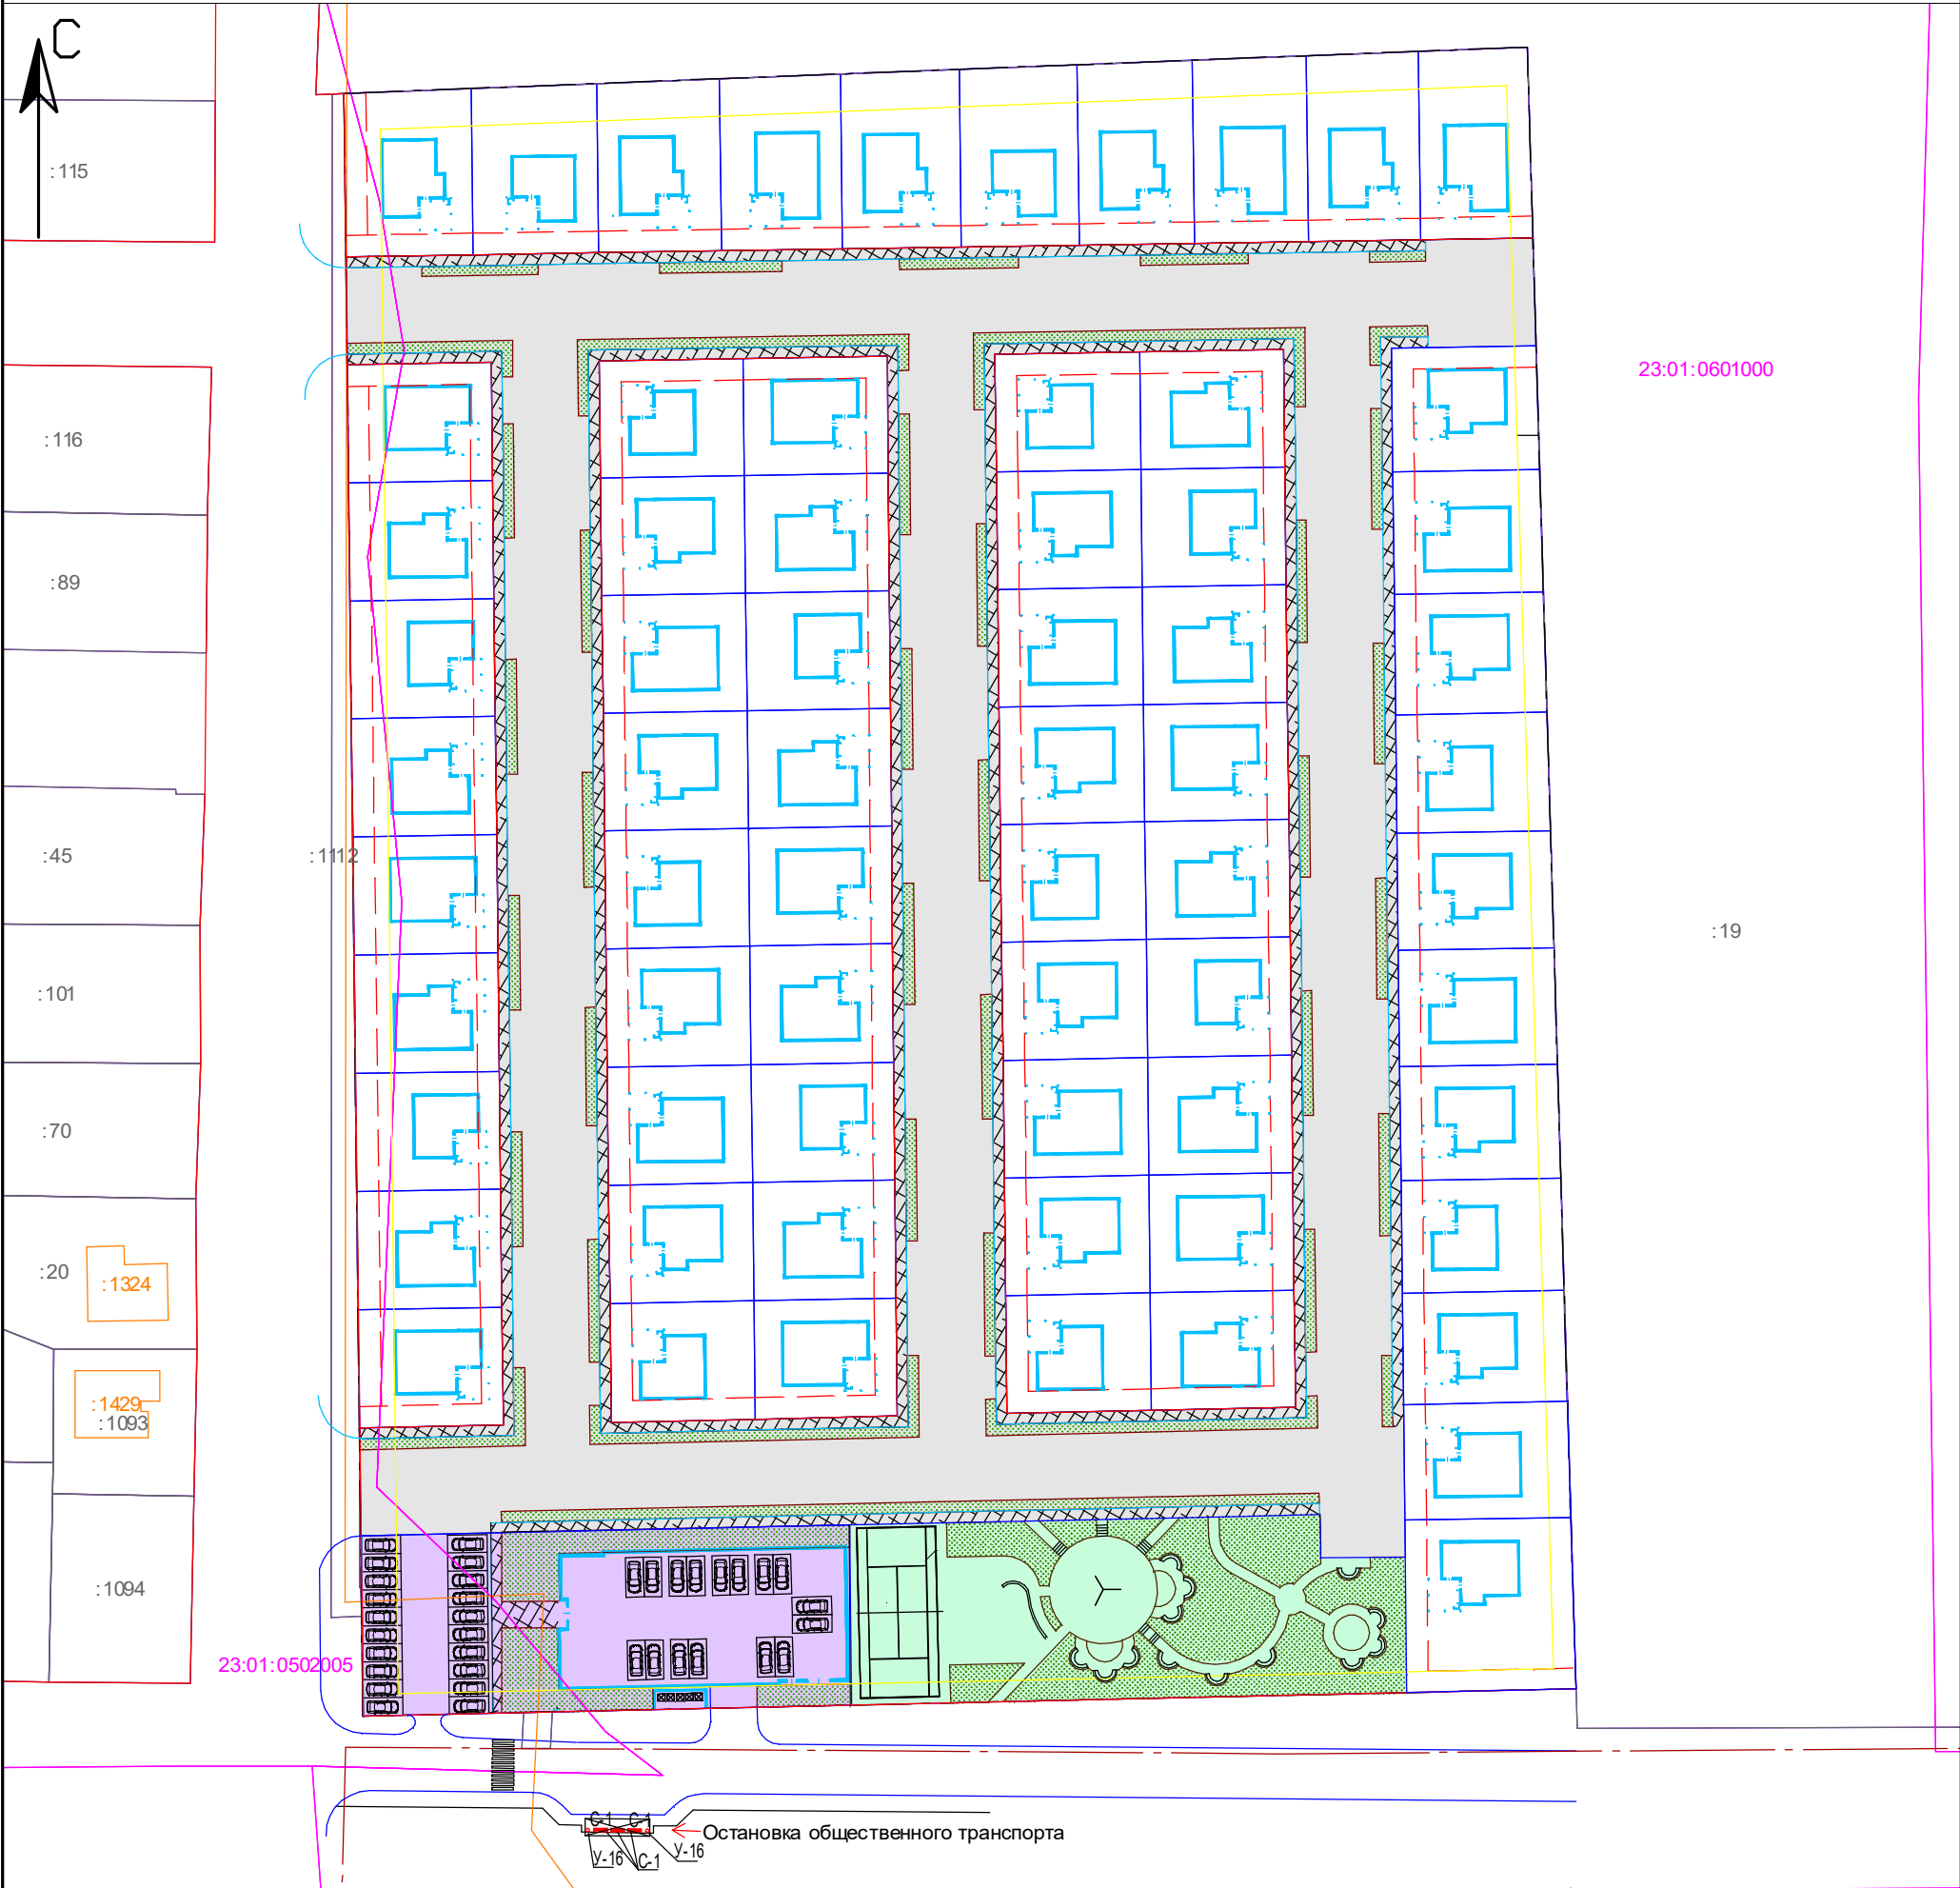 С
:115
23:01:0601000
:116
:89
:45
:1112
:19
:101
:70
:20
:1324
:1429
:1093
:1094
23:01:0502005
С-1
С-1
Остановка общественного транспорта
У-16
С-1
У-16